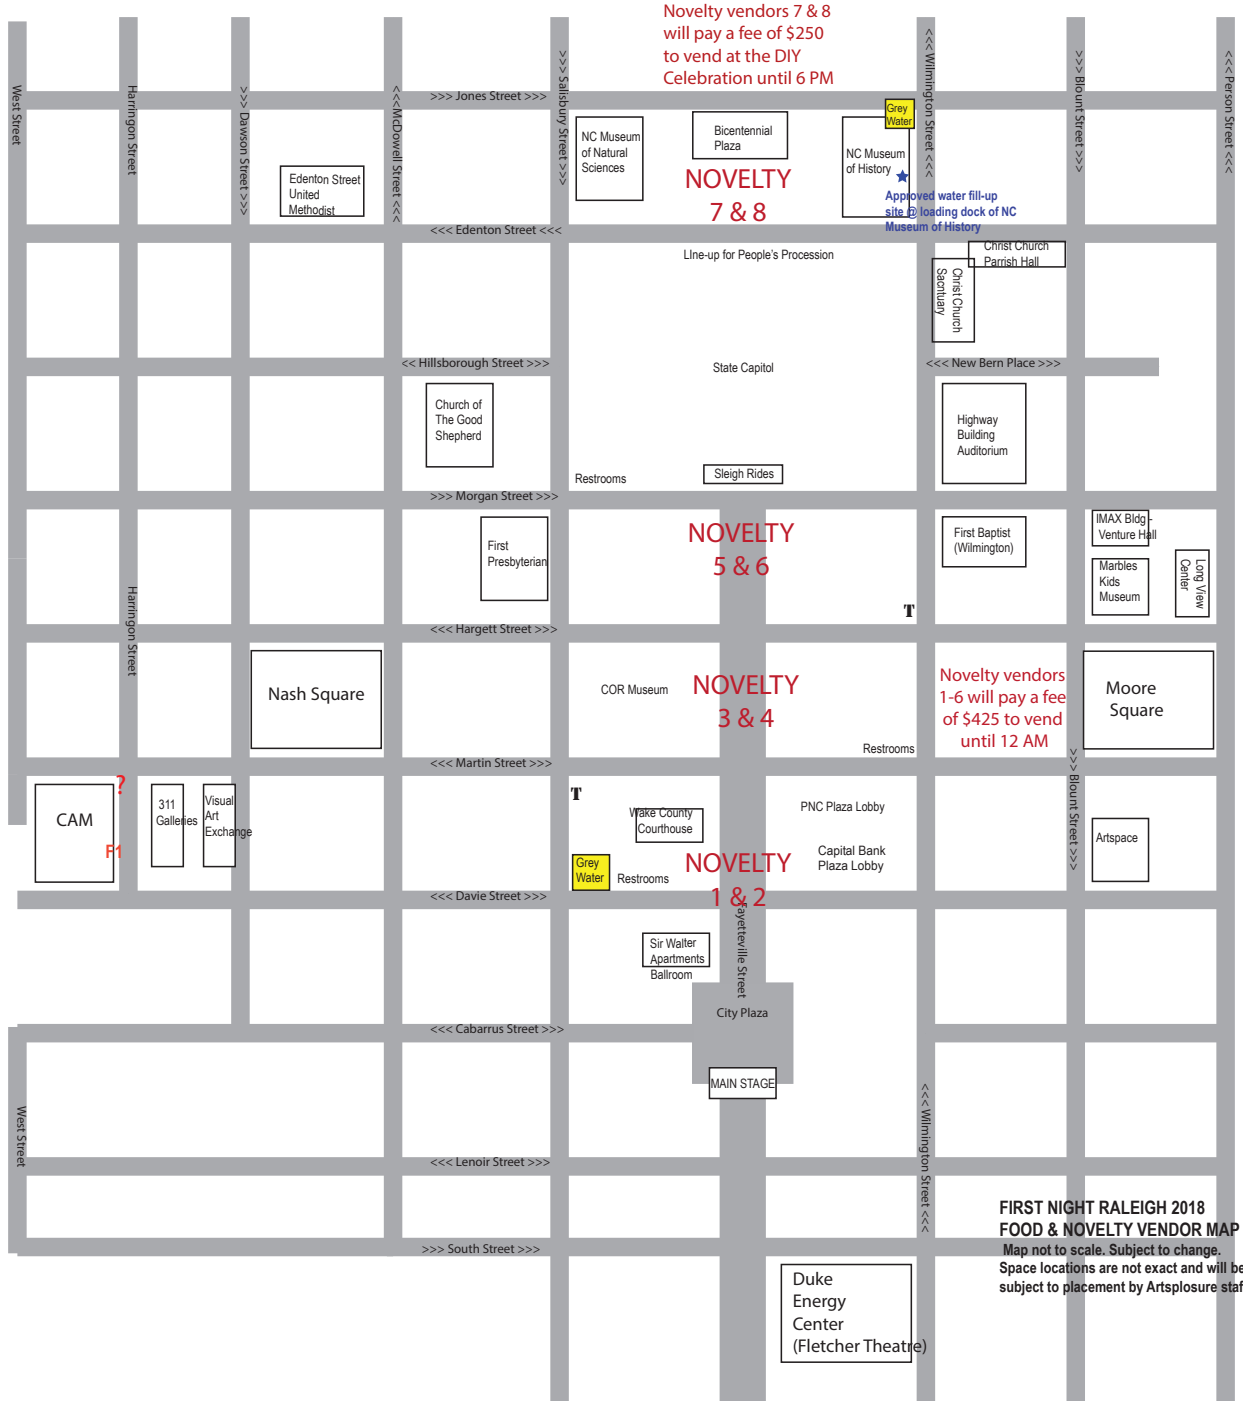 Novelty vendors 7 & 8
will pay a fee of $250
to vend at the DIY
Celebration until 6 PM
West Street
Harringon Street
>>> Dawson Street >>>
<<<McDowell Street <<<
>>> Salisbury Street >>>
<<< Wilmington Street <<<
>>> Blount Street >>>
<<< Person Street <<<
>>> Jones Street >>>
Grey
Water
NC Museum
of Natural
Sciences
Bicentennial
Plaza
NC Museum
of History
NOVELTY
7 & 8
Edenton Street
United
Methodist
Approved water fill-up
site @ loading dock of NC
Museum of History
<<< Edenton Street <<<
LIne-up for People's Procession
Christ Church
Parrish Hall
Christ Church
Sacntuary
<< Hillsborough Street >>>
State Capitol
<<< New Bern Place >>>
Church of
The Good
Shepherd
Highway
Building
Auditorium
Restrooms
Sleigh Rides
>>> Morgan Street >>>
NOVELTY
5 & 6
First
Presbyterian
First Baptist
(Wilmington)
IMAX Bldg -
Venture Hall
Marbles
Kids
Museum
Long View
Center
Harringon Street
T
<<< Hargett Street >>>
Nash Square
COR Museum
NOVELTY
3 & 4
Novelty vendors
1-6 will pay a fee
of $425 to vend
until 12 AM
Moore
Square
Restrooms
<<< Martin Street >>>
>>> Blount Street >>>
?
CAM
F1
311
Galleries
Visual
Art
Exchange
T
Wake County
Courthouse
PNC Plaza Lobby
Capital Bank
Plaza Lobby
Artspace
Grey
Water
Restrooms
NOVELTY
1 & 2
<<< Davie Street >>>
Fayetteville Street
Sir Walter
Apartments
Ballroom
City Plaza
<<< Cabarrus Street >>>
MAIN STAGE
West Street
<<< Wilmington Street <<<
<<< Lenoir Street >>>
>>> South Street >>>
FIRST NIGHT RALEIGH 2018
FOOD & NOVELTY VENDOR MAP
Map not to scale. Subject to change.
Space locations are not exact and will be
subject to placement by Artsplosure staf
Duke
Energy
Center
(Fletcher Theatre)